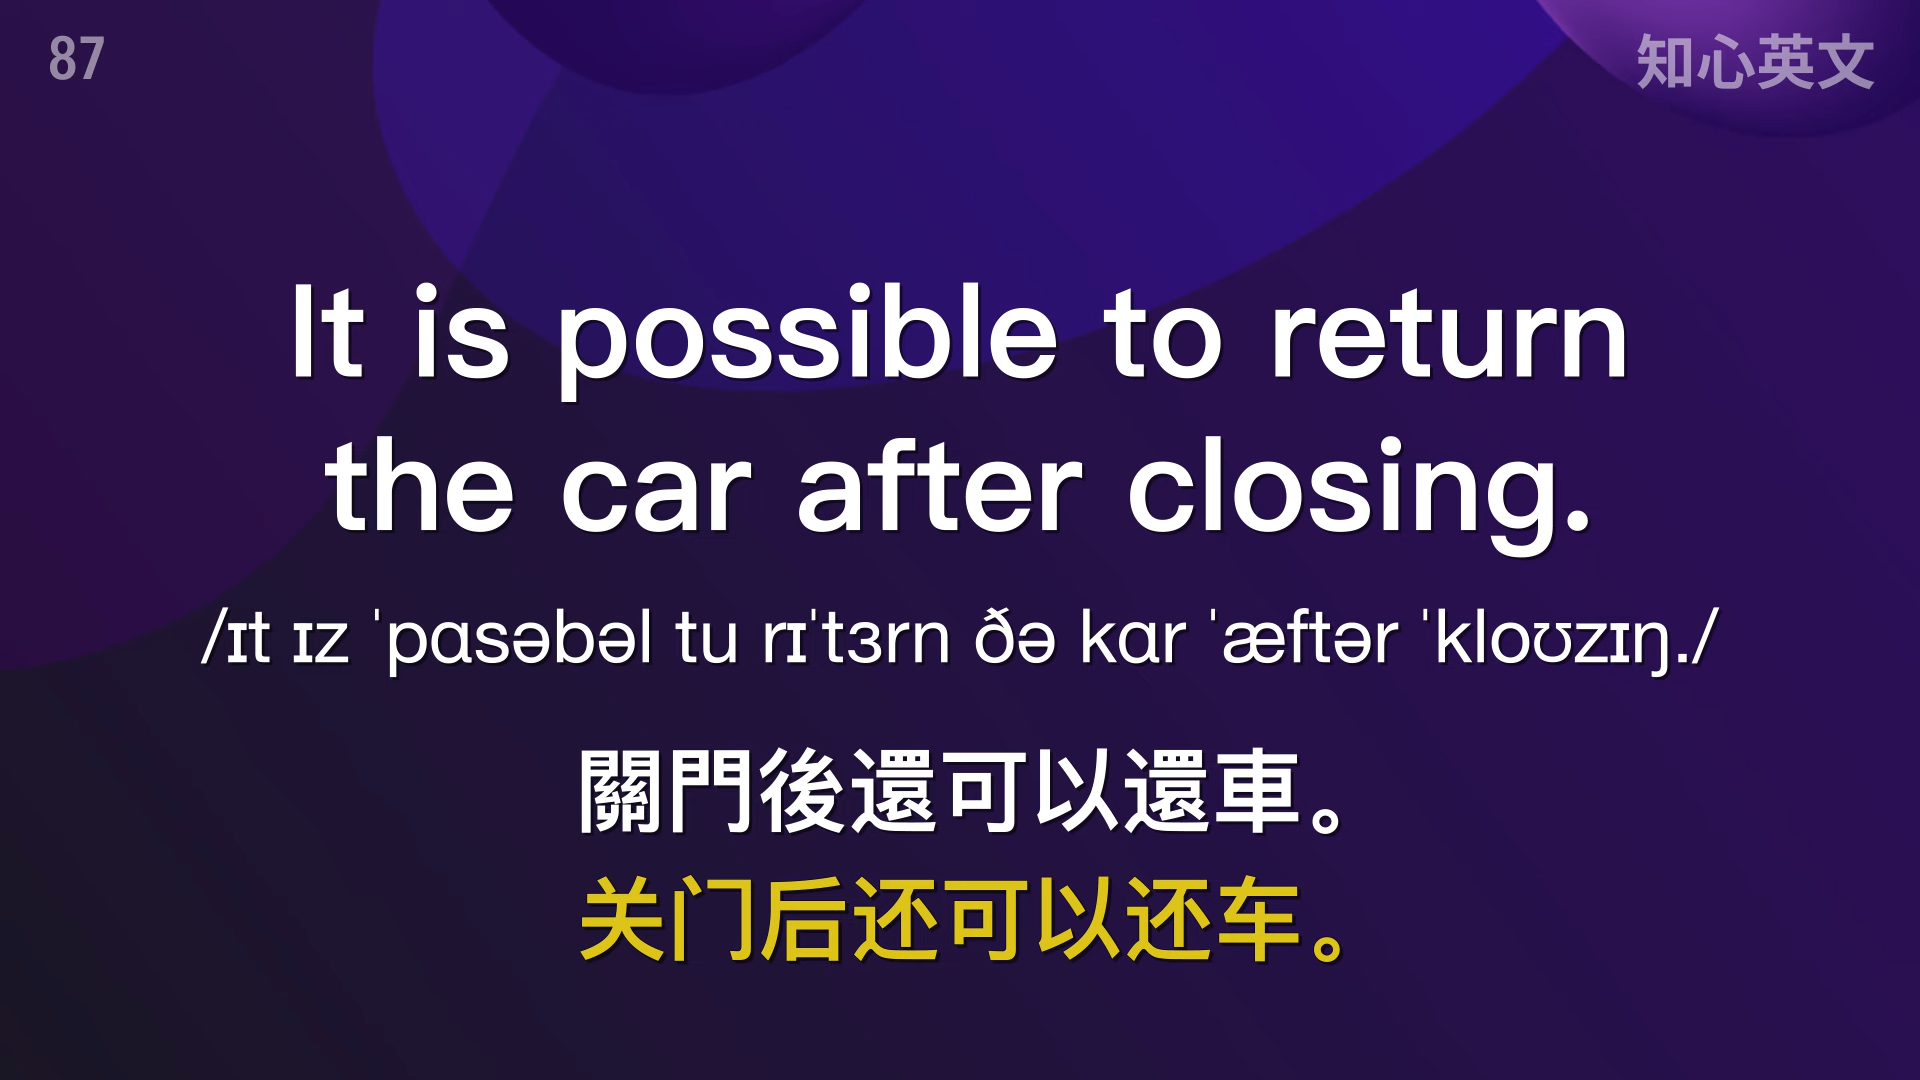 87
知心英文
It is possible to return
the car after closing.
/ɪt ɪz ˈpɑsəbəl tu rɪˈtɜrn ðə kɑr ˈæftər ˈkloʊzɪŋ./
關門後還可以還車。
关门后还可以还车。